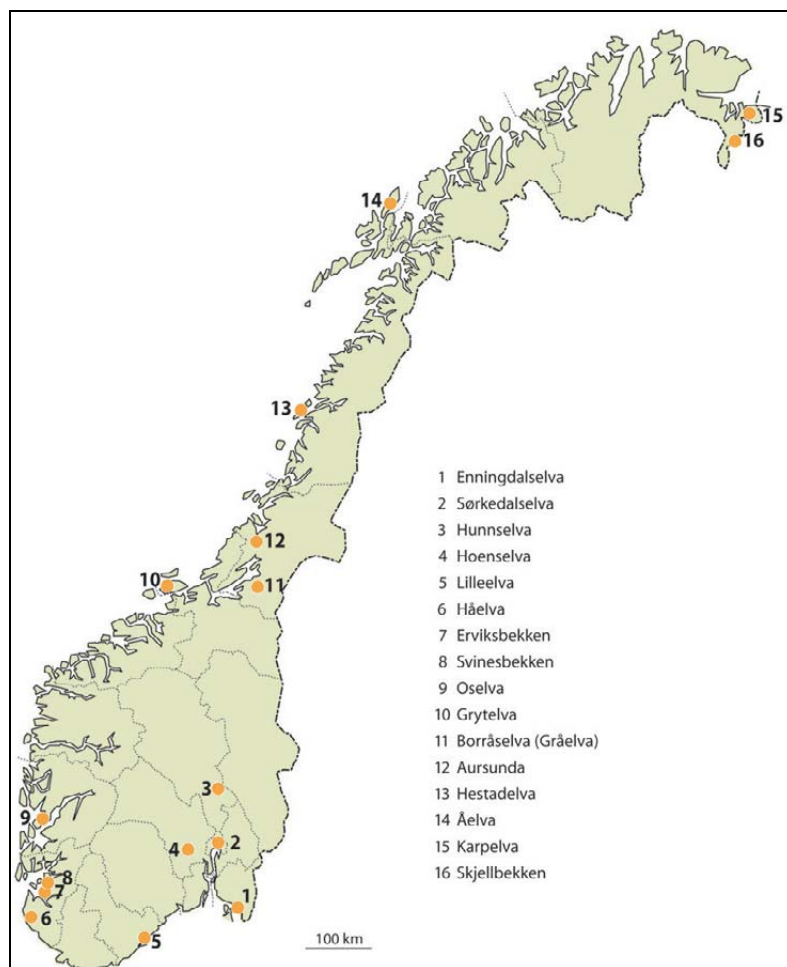 15
16
14
13
12
10
11
3
9
4
2
8
7
1
6
5
1 Enningdalselva
2 Sørkedalselva
3 Hunnselva
4 Hoenselva
5 Lilleelva
6 Håelva
7 Erviksbekken
8 Svinesbekken
9 Oselva
10 Grytelva
11 Borråselva (Gråelva)
12 Aursunda
13 Hestadelva
14 Åelva
15 Karpelva
16 Skjellbekken
100 km